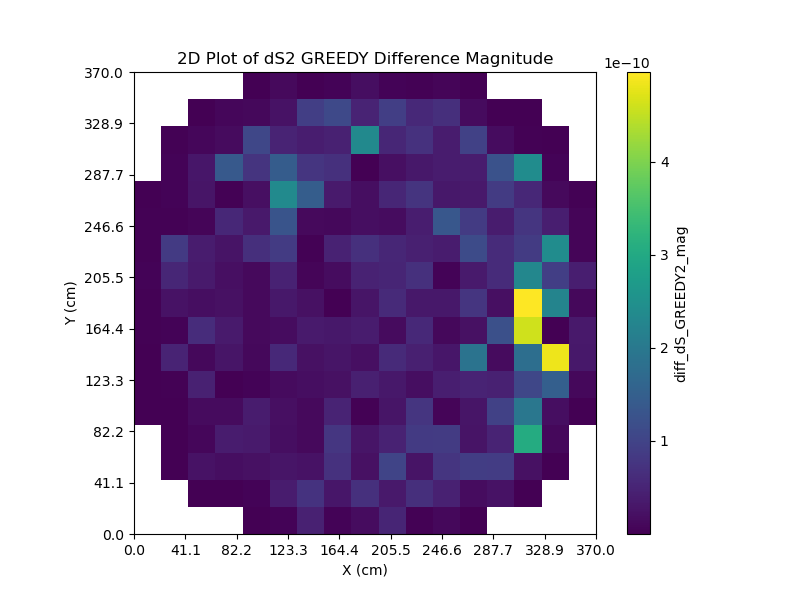 2D Plot of dS2 GREEDY Difference Magnitude
1e−10
370.0
328.9
287.7
246.6
205.5
164.4
123.3
82.2
41.1
0.0
Y (cm)
0.0 41.1 82.2 123.3 164.4 205.5 246.6 287.7 328.9 370.0
X (cm)
4
3
2
1
diff_dS_GREEDY2_mag